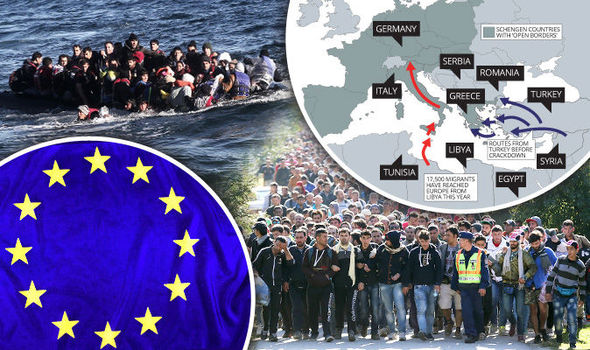 GERMANY
SCHENGEN COUNTRIES
WITH 'OPEN BORDERS'
SERBIA
ROMANIA
ITALY
GREECE
TURKEY
LIBYA
ROUTES FROM
TURKEY BEFORE
CRACKDOWN
SYRIA
TUNISIA
17,500 MIGRANTS
HAVE REACHED
EUROPE FROM
LIBYA THIS YEAR
EGYPT